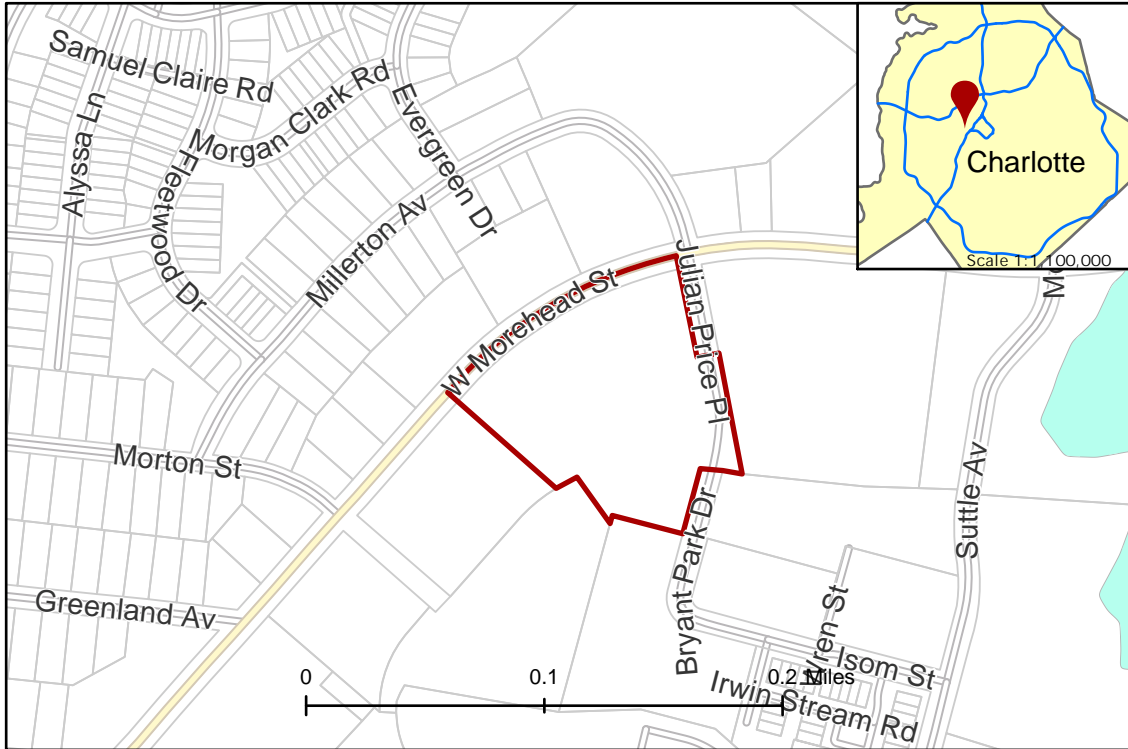 Samuel Claire Rd
Alyssa Ln
Morgan Clark Rd
Fleetwood Dr
Evergreen Dr
Millerton Av
Charlotte
Scale 1:1,100,000
W Morehead St
Julian Price Pl
Morton St
Greenland Av
Bryant Park Dr
Suttle Av
Wren St
Isom St
Irwin Stream Rd
0
0.1
0.2 Miles